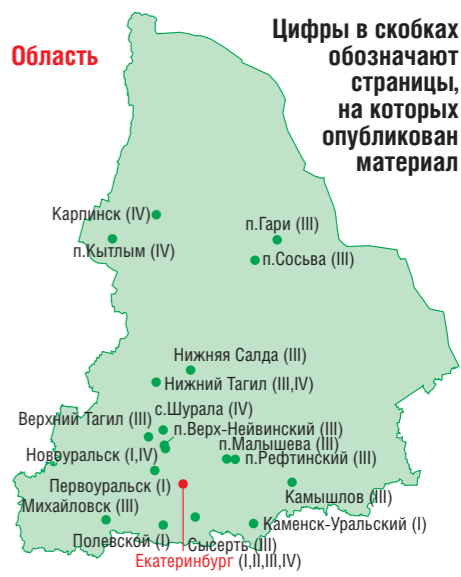 Область
Цифры в скобках
обозначают
страницы,
на которых
опубликован
материал
Карпинск (IV)
п.Гари (III)
п.Кытлым (IV)
п.Сосьва (III)
Нижняя Салда (III)
Нижний Тагил (III,IV)
с.Шурала (IV)
Верхний Тагил (III)
п.Верх-Нейвинский (III)
п.Малышева (III)
Новоуральск (I,IV)
п.Рефтинский (III)
Первоуральск (I)
Камышлов (III)
Михайловск (III)
Каменск-Уральский (I)
Полевской (I)
Сысерть (III)
Екатеринбург (I,II,III,IV)